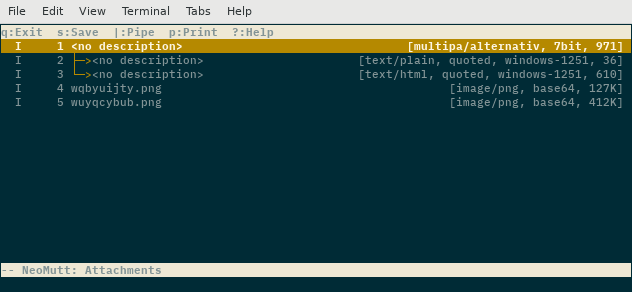 File Edit View Terminal Tabs Help
q:Exit s:Save |:Pipe p:Print ?:Help
I 1 <no description> [multipa/alternativ, 7bit, 971]
I 2 ├─><no description> [text/plain, quoted, windows-1251, 36]
I 3 └─><no description> [text/html, quoted, windows-1251, 610]
I 4 wqbyuijty.png [image/png, base64, 127K]
I 5 wuyqcybub.png [image/png, base64, 412K]
-- NeoMutt: Attachments